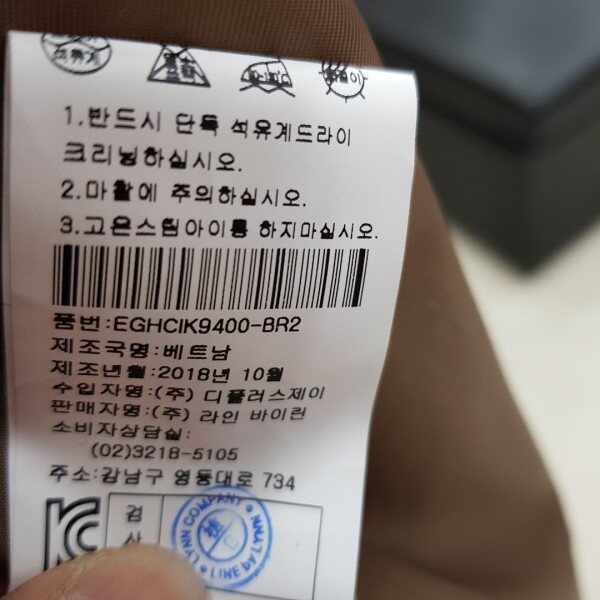 석유계
1.반드시 단독 석유계드라이
크리닝하십시오.
2.마찰에 주의하십시오.
3.고온스팀아이롱 하지마십시오.
품번:EGHCIK9400-BR2
제조국명:베트남
제조년월:2018년 10월
수입자명:(주) 디플러스제이
판매자명:(주) 라인 바이린
소비자상담실:
(02)3218-5105
주소:강남구 영동대로 734
검
LYNN COMPANY
LINE by LYNN